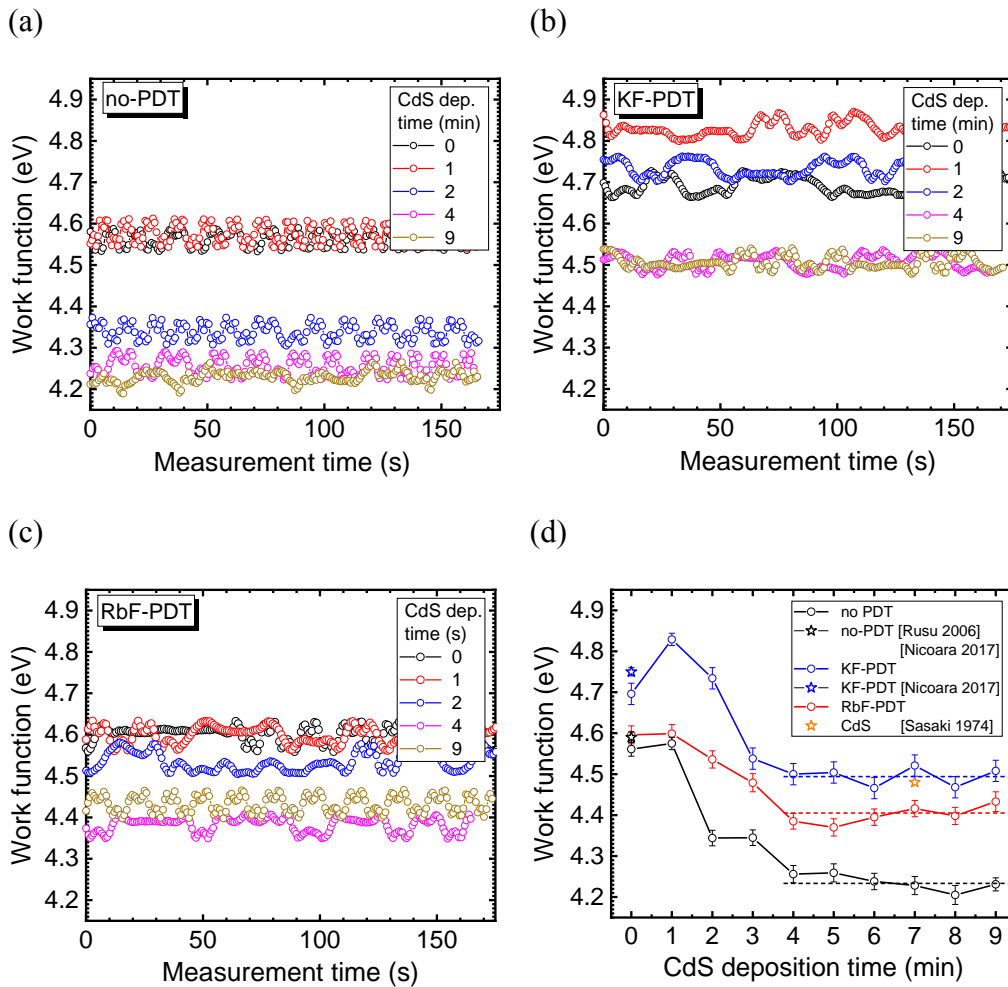 (a)
no-PDT
CdS dep.
time (min)
0
1
2
4
9
4.9
4.8
4.7
4.6
4.5
4.4
4.3
4.2
Work function (eV)
0 50 100 150
Measurement time (s)
(b)
KF-PDT
CdS dep.
time (min)
0
1
2
4
9
4.9
4.8
4.7
4.6
4.5
4.4
4.3
4.2
Work function (eV)
0 50 100 150
Measurement time (s)
(c)
RbF-PDT
CdS dep.
time (s)
0
1
2
4
9
4.9
4.8
4.7
4.6
4.5
4.4
4.3
4.2
Work function (eV)
0 50 100 150
Measurement time (s)
(d)
no PDT
no-PDT [Rusu 2006]
[Nicoara 2017]
KF-PDT
KF-PDT [Nicoara 2017]
RbF-PDT
CdS [Sasaki 1974]
4.9
4.8
4.7
4.6
4.5
4.4
4.3
4.2
Work function (eV)
0 1 2 3 4 5 6 7 8 9
CdS deposition time (min)